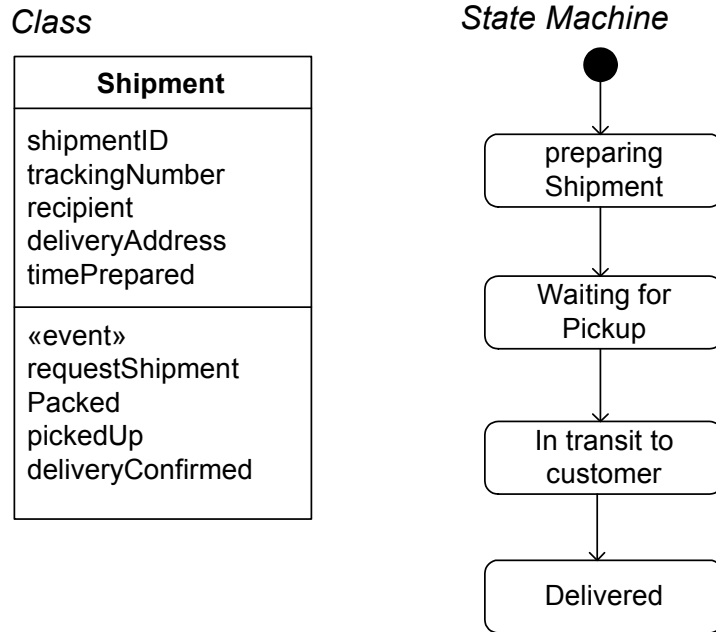 Class
Shipment
shipmentID
trackingNumber
recipient
deliveryAddress
timePrepared
«event»
requestShipment
Packed
pickedUp
deliveryConfirmed
State Machine
preparing
Shipment
Waiting for
Pickup
In transit to
customer
Delivered